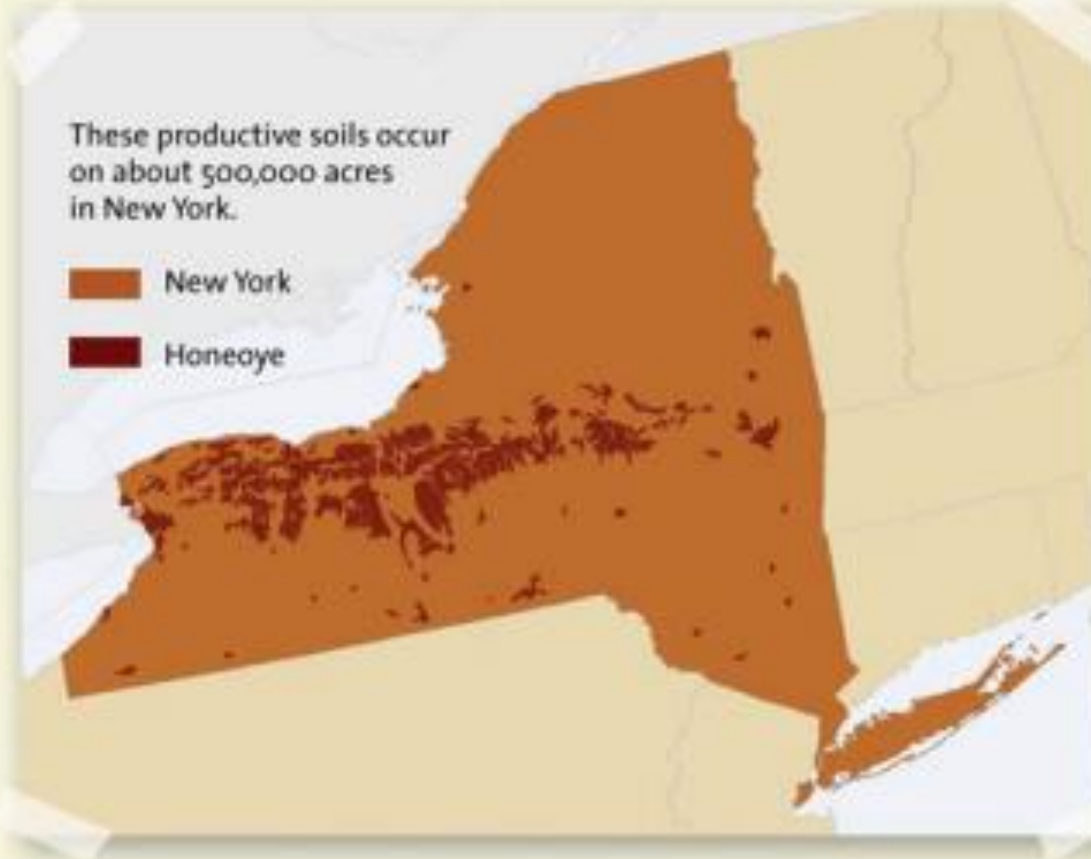 These productive soils occur
on about 500,000 acres
in New York.
New York
Honeoye